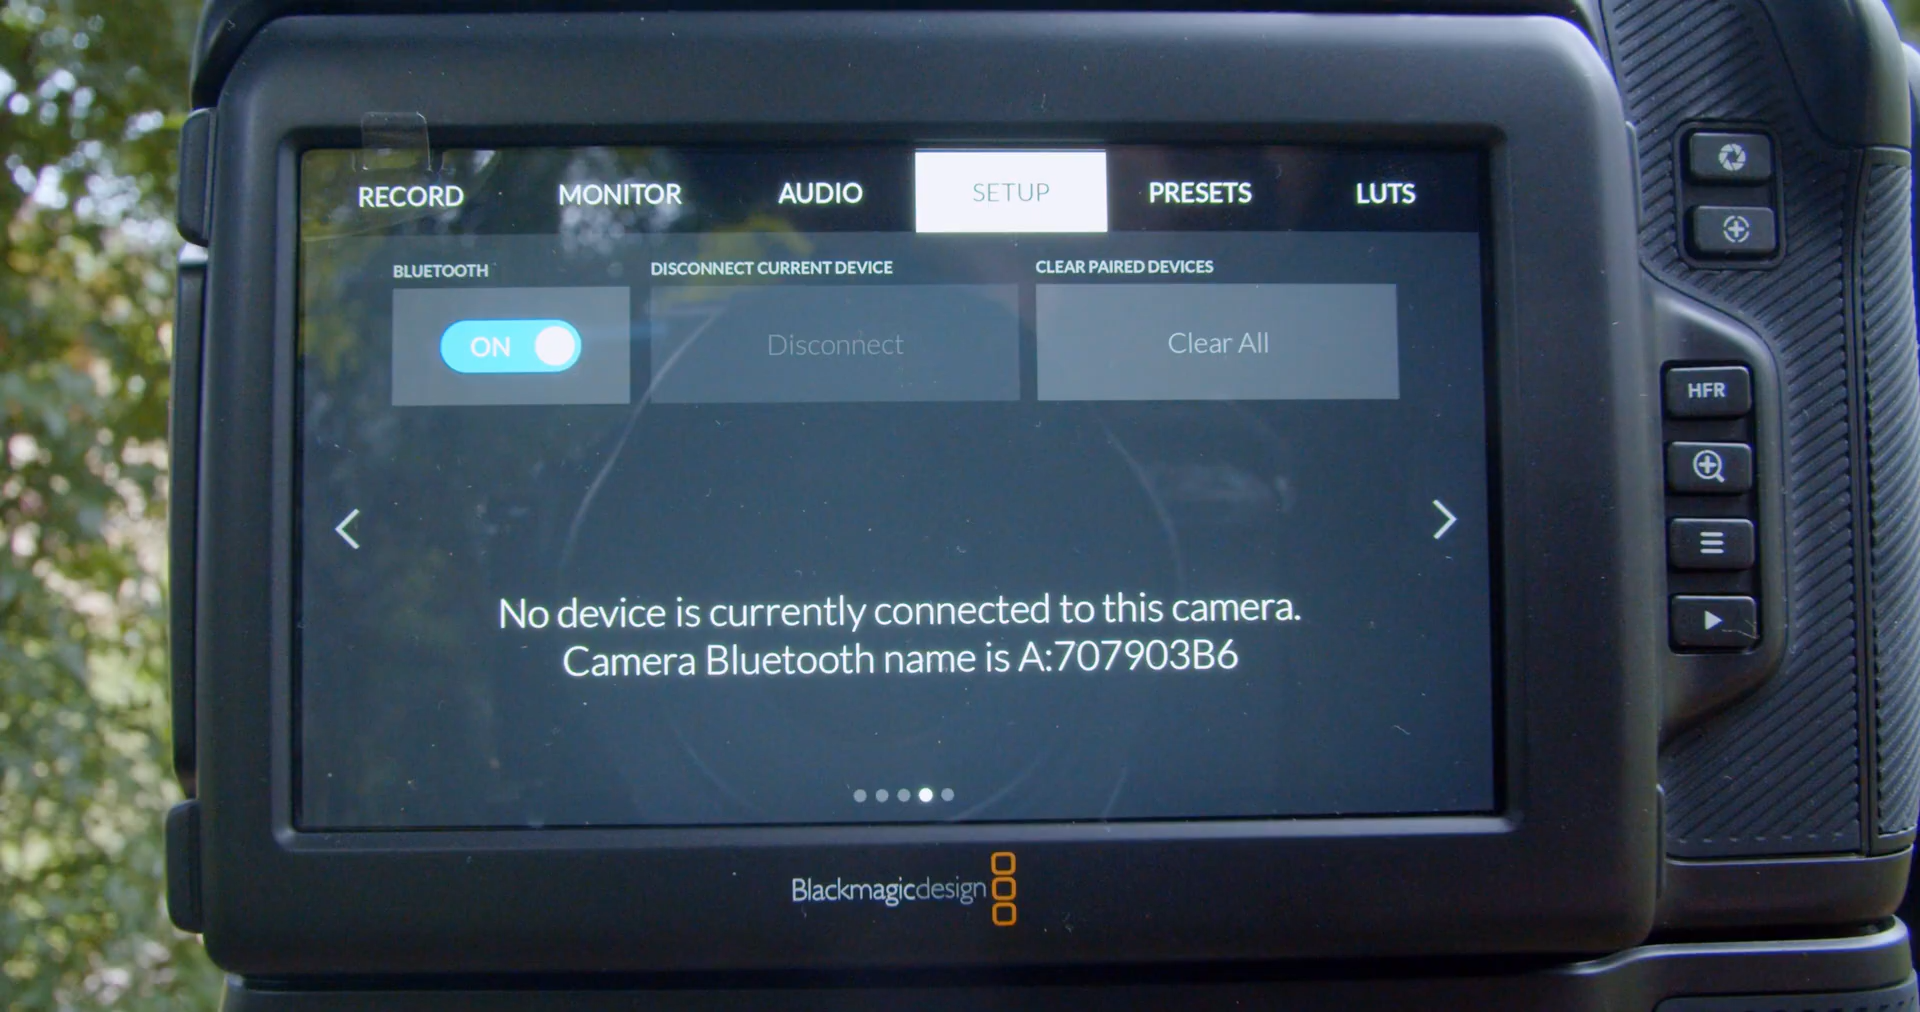 RECORD MONITOR AUDIO SETUP PRESETS LUTS
BLUETOOTH DISCONNECT CURRENT DEVICE CLEAR PAIRED DEVICES
ON Disconnect Clear All
HFR
No device is currently connected to this camera.
Camera Bluetooth name is A:707903B6
Blackmagicdesign